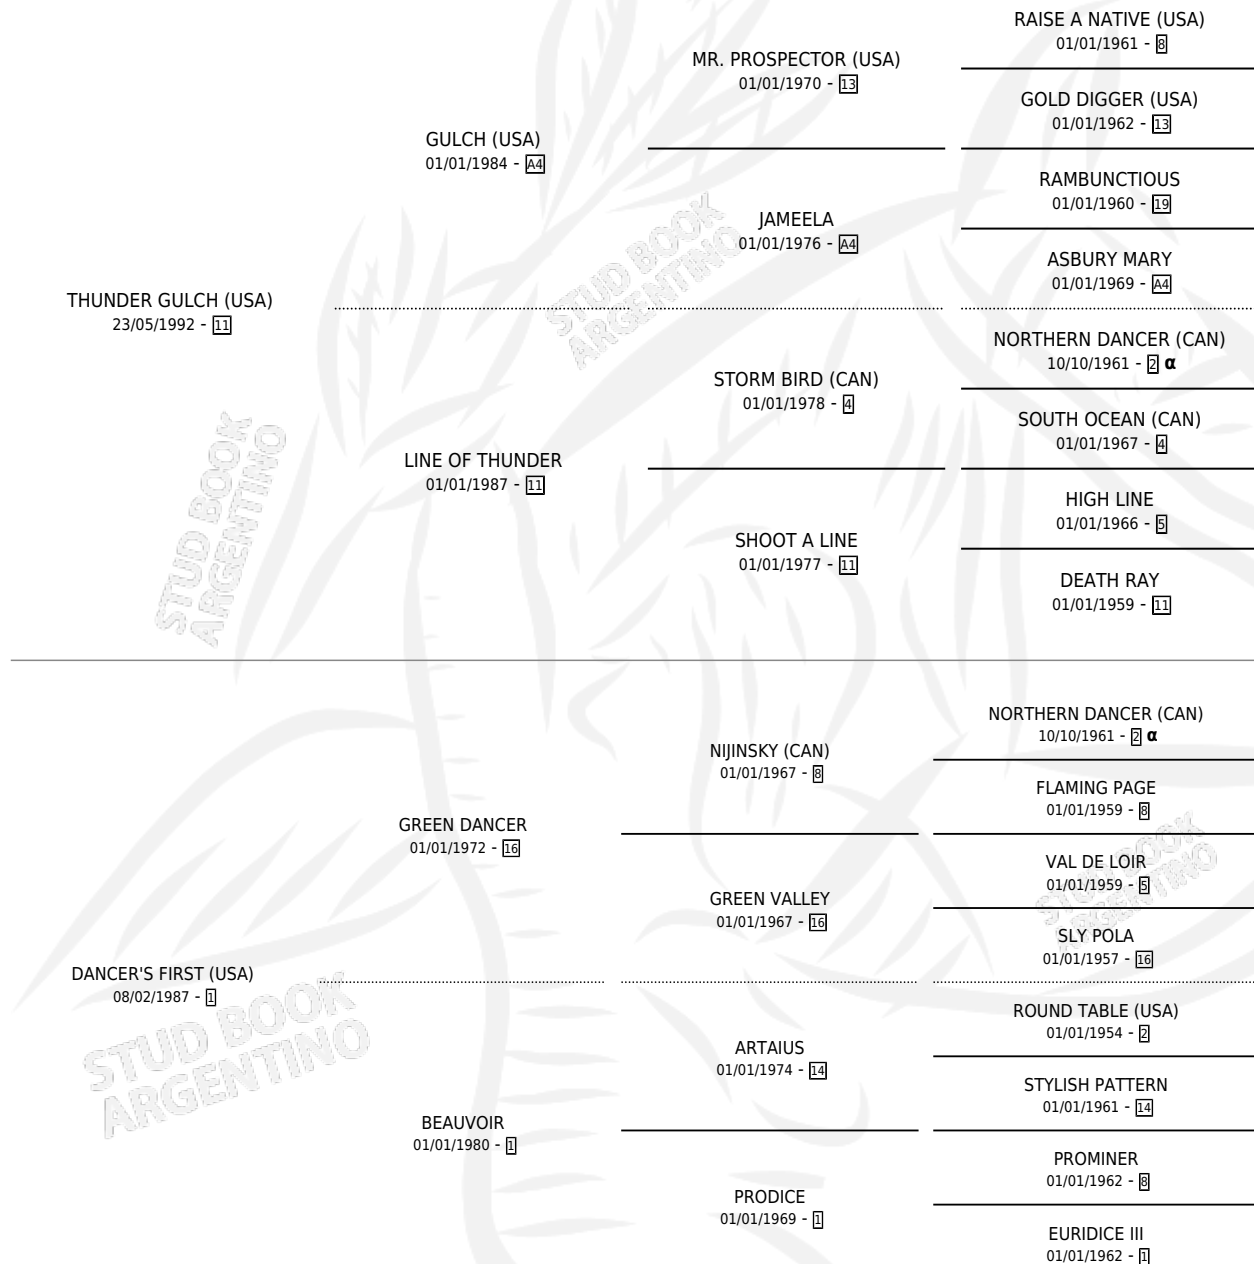 RAISE A NATIVE (USA)
01/01/1961 - 8
MR. PROSPECTOR (USA)
01/01/1970 - 13
GOLD DIGGER (USA)
01/01/1962 - 13
GULCH (USA)
01/01/1984 - A4
RAMBUNCTIOUS
01/01/1960 - 19
JAMEELA
01/01/1976 - A4
ASBURY MARY
01/01/1969 - A4
THUNDER GULCH (USA)
23/05/1992 - 11
NORTHERN DANCER (CAN)
10/10/1961 - 2 α
STORM BIRD (CAN)
01/01/1978 - 4
SOUTH OCEAN (CAN)
01/01/1967 - 4
LINE OF THUNDER
01/01/1987 - 11
HIGH LINE
01/01/1966 - 5
SHOOT A LINE
01/01/1977 - 11
DEATH RAY
01/01/1959 - 11
STUD BOOK
ARGENTINO
STUD BOOK
ARGENTINO
NORTHERN DANCER (CAN)
10/10/1961 - 2 α
NIJINSKY (CAN)
01/01/1967 - 8
FLAMING PAGE
01/01/1959 - 8
GREEN DANCER
01/01/1972 - 16
VAL DE LOIR
01/01/1959 - 5
GREEN VALLEY
01/01/1967 - 16
SLY POLA
01/01/1957 - 16
DANCER'S FIRST (USA)
08/02/1987 - 1
ROUND TABLE (USA)
01/01/1954 - 2
ARTAIUS
01/01/1974 - 14
STYLISH PATTERN
01/01/1961 - 14
BEAUVOIR
01/01/1980 - 1
PROMINER
01/01/1962 - 8
PRODICE
01/01/1969 - 1
EURIDICE III
01/01/1962 - 1
STUD BOOK
ARGENTINO
STUD BOOK
ARGENTINO